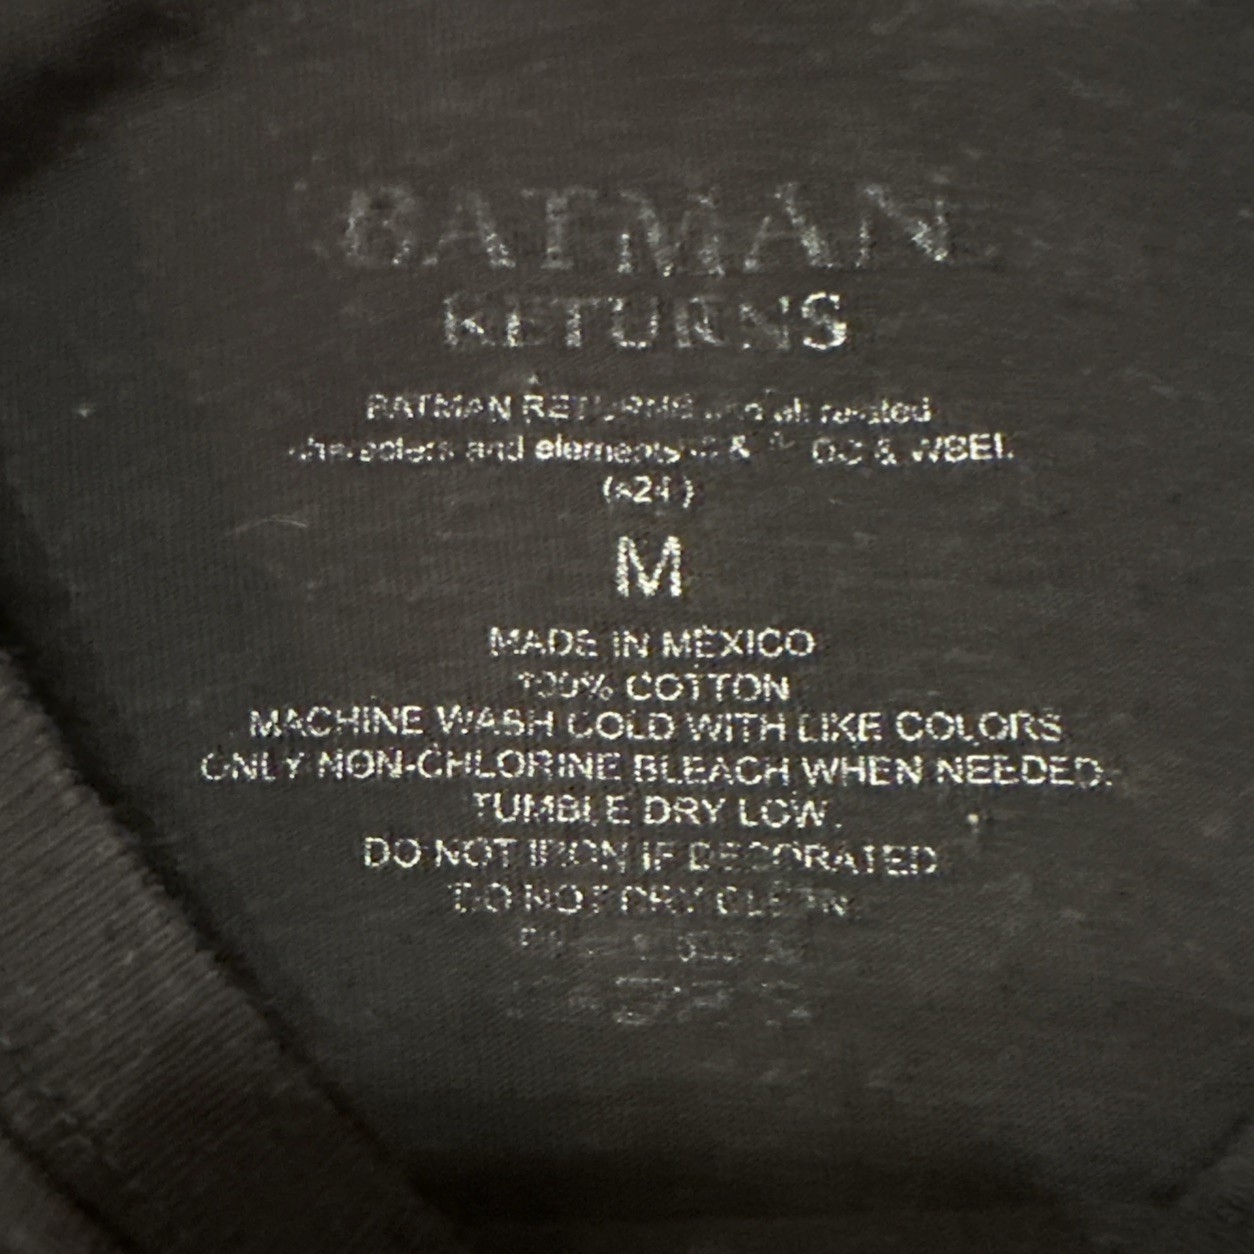 BATMAN
RETURNS
BATMAN RETURNS and all related
characters and elements © & ™ DC & WBEI.
(s24)
M
MADE IN MEXICO
100% COTTON
MACHINE WASH COLD WITH LIKE COLORS
ONLY NON-CHLORINE BLEACH WHEN NEEDED.
TUMBLE DRY LOW.
DO NOT IRON IF DECORATED
DO NOT DRY CLEAN